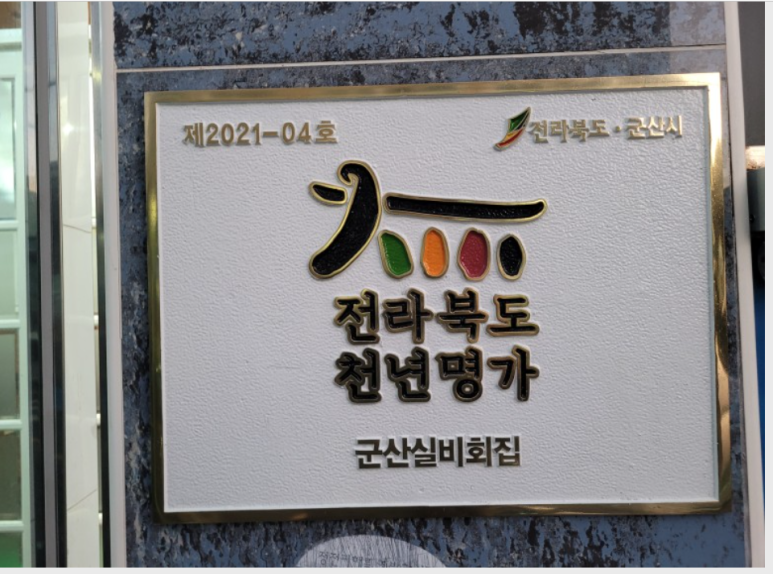 제2021-04호
전라북도·군산시
전라북도
천년명가
군산실비회집